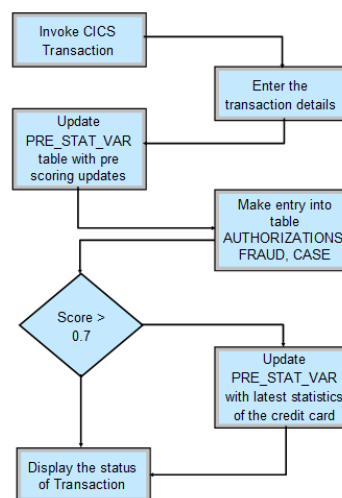 Invoke CICS
Transaction
Enter the
transaction details
Update
PRE_STAT_VAR
table with pre
scoring updates
Make entry into
table
AUTHORIZATIONS
FRAUD, CASE
Score >
0.7
Update
PRE_STAT_VAR
with latest statistics
of the credit card
Display the status
of Transaction